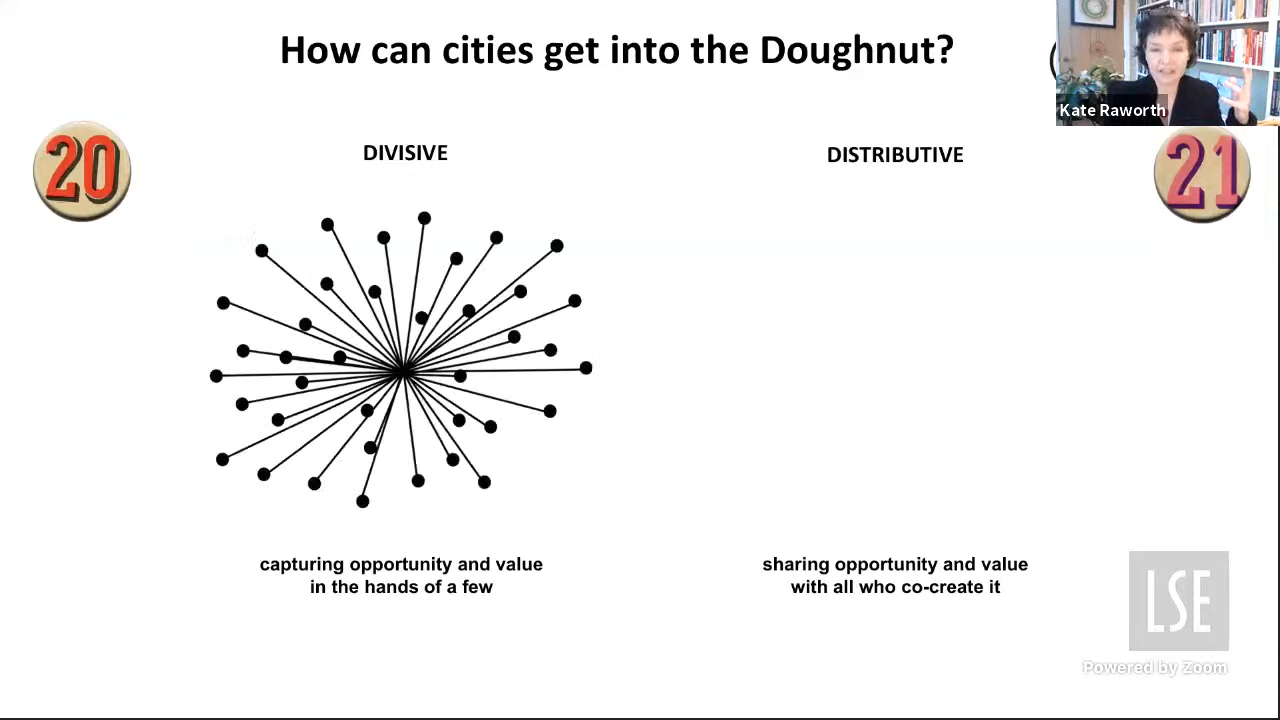 How can cities get into the Doughnut?
Kate Raworth
20
DIVISIVE
DISTRIBUTIVE
21
capturing opportunity and value
in the hands of a few
sharing opportunity and value
with all who co-create it
LSE
Powered by Zoom